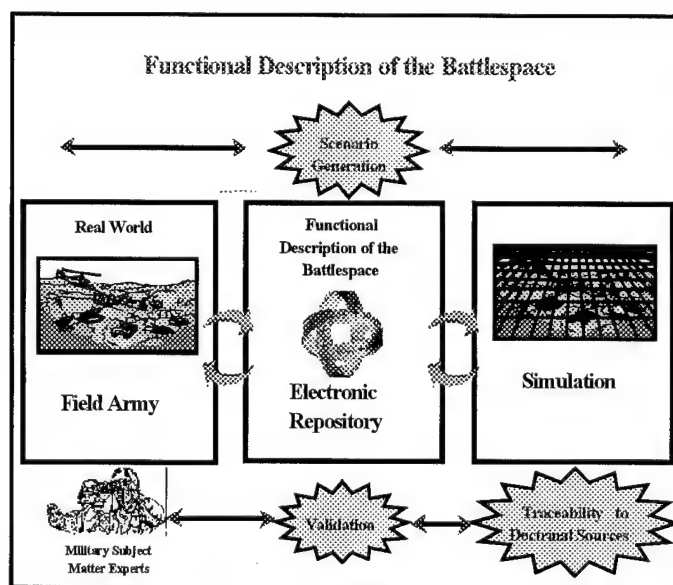 Functional Description of the Battlespace
Scenario
Generation
Real World
Field Army
Functional
Description of the
Battlespace
Electronic
Repository
Simulation
Military Subject
Matter Experts
Validation
Traceability to
Doctrinal Sources